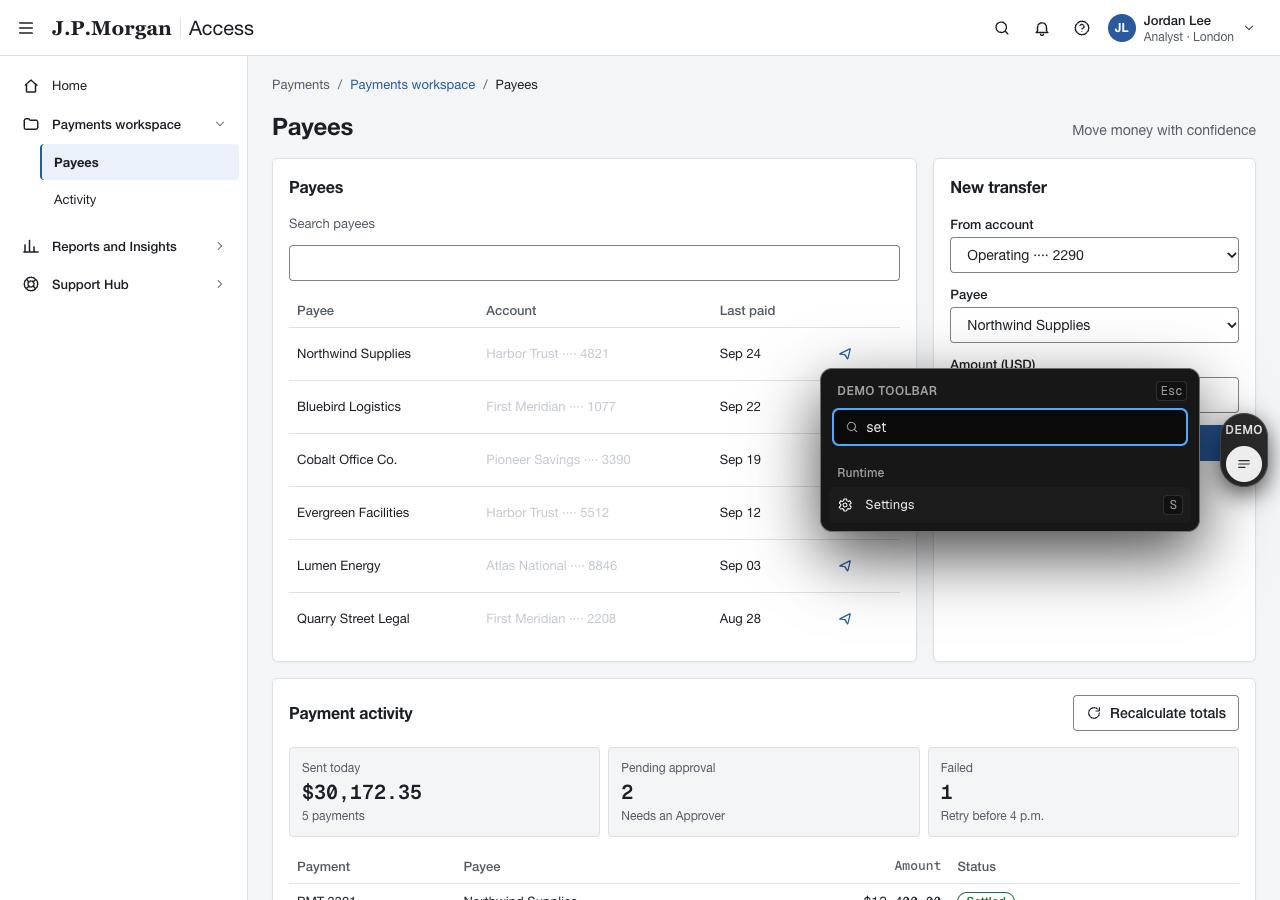 J.P.Morgan Access
JL
Jordan Lee
Analyst · London
Home
Payments workspace
Payees
Activity
Reports and Insights
Support Hub
Payments / Payments workspace / Payees
Payees
Move money with confidence
Payees
Search payees
Payee Account Last paid
Northwind Supplies Harbor Trust ···· 4821 Sep 24
Bluebird Logistics First Meridian ···· 1077 Sep 22
Cobalt Office Co. Pioneer Savings ···· 3390 Sep 19
Evergreen Facilities Harbor Trust ···· 5512 Sep 12
Lumen Energy Atlas National ···· 8846 Sep 03
Quarry Street Legal First Meridian ···· 2208 Aug 28
New transfer
From account
Operating ···· 2290
Payee
Northwind Supplies
Amount (USD)
DEMO TOOLBAR Esc
set
Runtime
Settings S
DEMO
Payment activity
Recalculate totals
Sent today
$30,172.35
5 payments
Pending approval
2
Needs an Approver
Failed
1
Retry before 4 p.m.
Payment Payee Amount Status
Northwind Supplies Settled